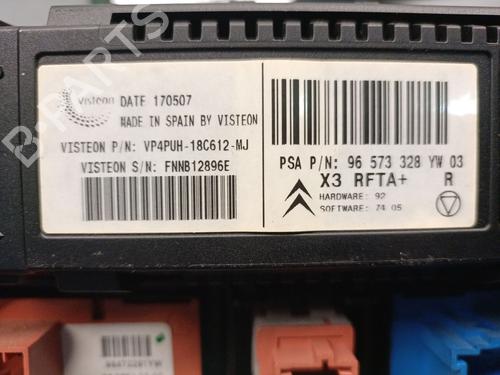 Visteon DATE 170507
MADE IN SPAIN BY VISTEON
VISTEON P/N: VP4PUH-18C612-MJ
VISTEON S/N: FNNB12896E
PSA P/N: 96 573 328 YW 03
X3 RFTA+ R
HARDWARE: 92
SOFTWARE: 74 05
B-PARTS